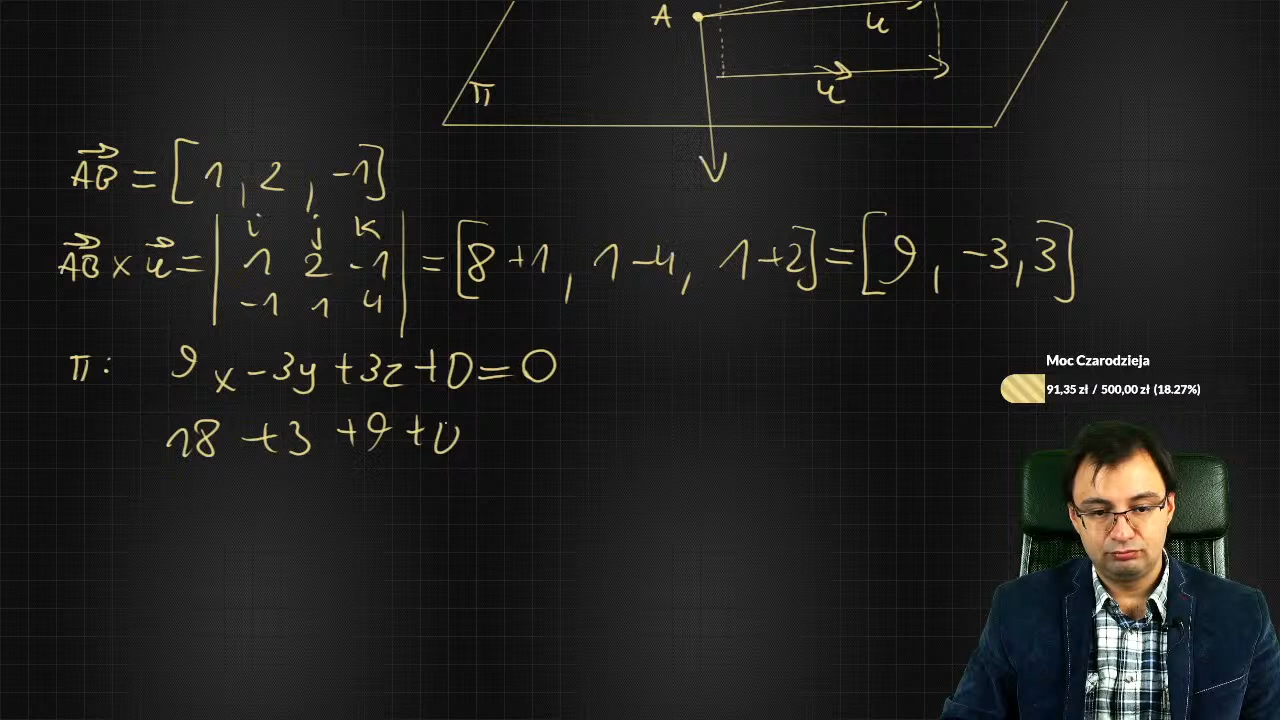 A
u
π
u
AB = [1, 2, -1]
i j k
AB × u = | 1 2 -1 | = [8+1, 1-4, 1+2] = [9, -3, 3]
-1 1 4
π: 9x - 3y + 3z + D = 0
18 + 3 + 9 + D
Moc Czarodzieja
91,35 zł / 500,00 zł (18.27%)